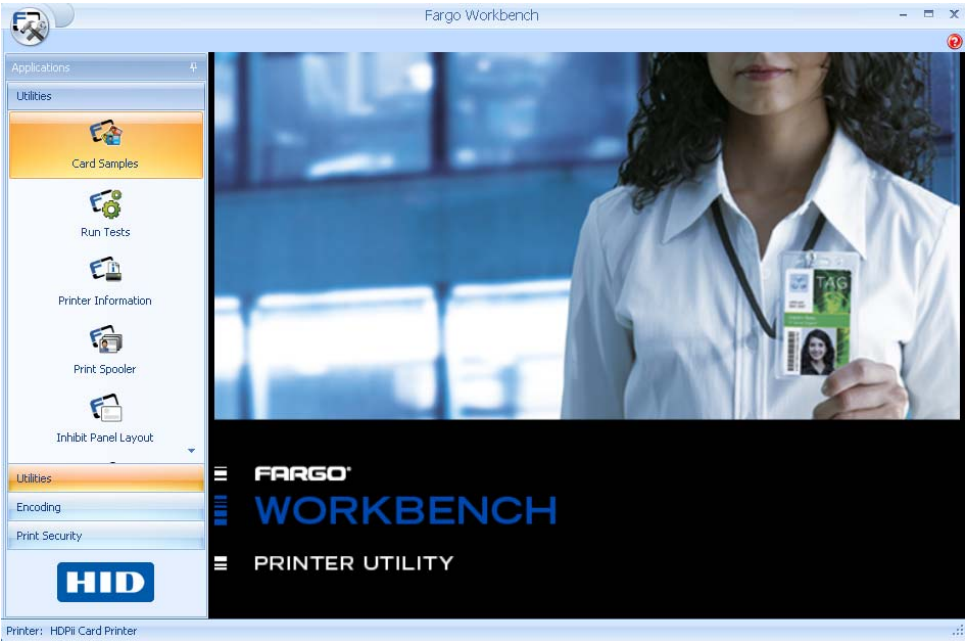 Fargo Workbench
Applications
Utilities
Card Samples
Run Tests
Printer Information
Print Spooler
Inhibit Panel Layout
Utilities
Encoding
Print Security
HID
TAG
FARGO®
WORKBENCH
PRINTER UTILITY
Printer: HDPii Card Printer